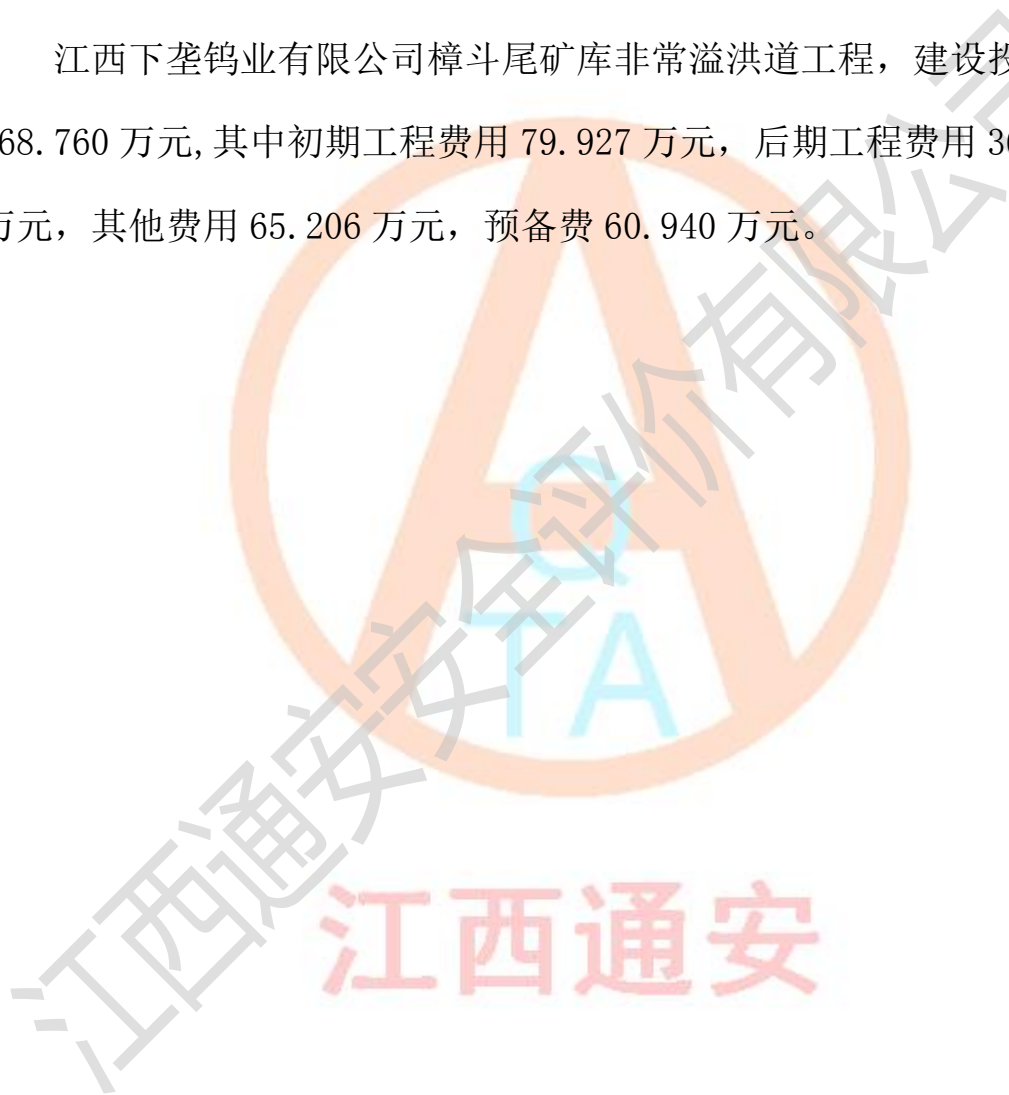 江西下垄钨业有限公司樟斗尾矿库非常溢洪道工程，建设投
68.760 万元,其中初期工程费用 79.927 万元，后期工程费用 36
万元，其他费用 65.206 万元，预备费 60.940 万元。
江西通安安全评价有限公司
A
Q
TA
江西通安